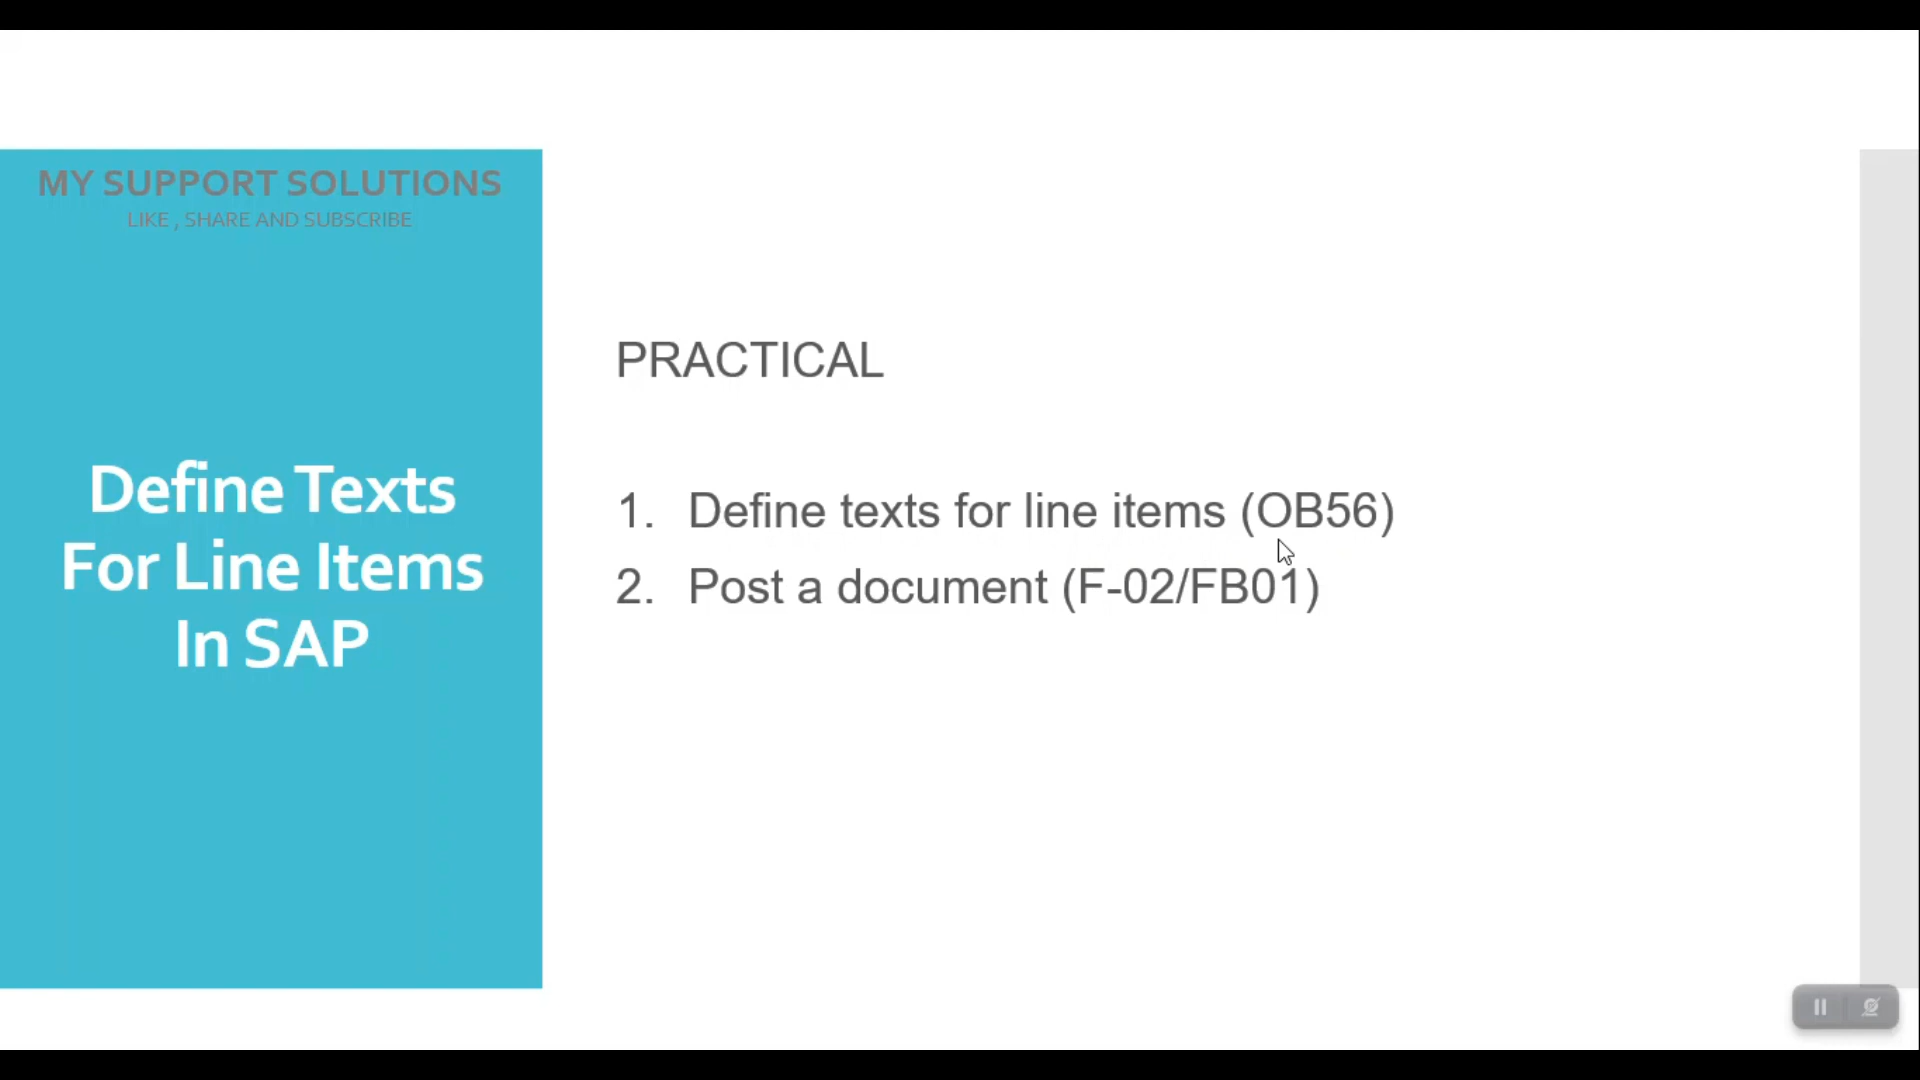 MY SUPPORT SOLUTIONS
LIKE , SHARE AND SUBSCRIBE
Define Texts
For Line Items
In SAP
PRACTICAL
1. Define texts for line items (OB56)
2. Post a document (F-02/FB01)